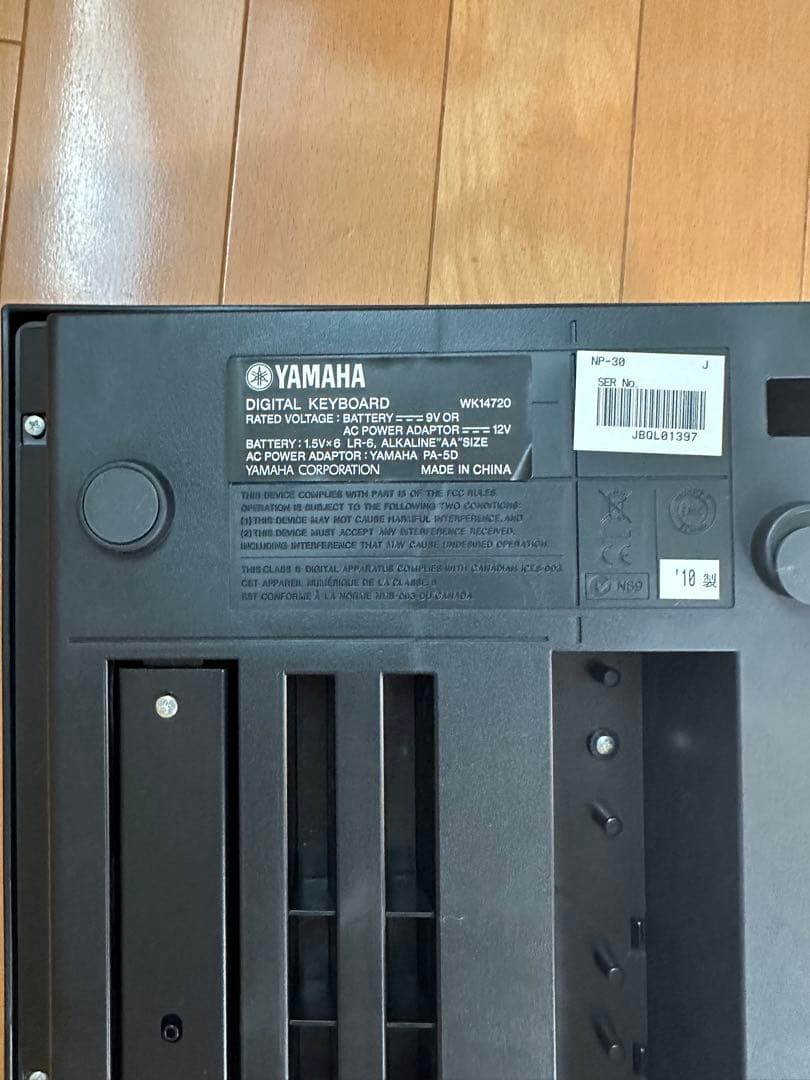 YAMAHA
DIGITAL KEYBOARD WK14720
RATED VOLTAGE : BATTERY 9V OR
AC POWER ADAPTOR 12V
BATTERY : 1.5V×6 LR-6, ALKALINE"AA"SIZE
AC POWER ADAPTOR : YAMAHA PA-5D
YAMAHA CORPORATION MADE IN CHINA
NP-30 J
SER No.
JBQL01397
THIS DEVICE COMPLIES WITH PART 15 OF THE FCC RULES
OPERATION IS SUBJECT TO THE FOLLOWING TWO CONDITIONS:
(1) THIS DEVICE MAY NOT CAUSE HARMFUL INTERFERENCE, AND
(2) THIS DEVICE MUST ACCEPT ANY INTERFERENCE RECEIVED,
INCLUDING INTERFERENCE THAT MAY CAUSE UNDESIRED OPERATION.
THIS CLASS B DIGITAL APPARATUS COMPLIES WITH CANADIAN ICES-003.
CET APPAREIL NUMÉRIQUE DE LA CLASSE B
EST CONFORME À LA NORME NMB-003 DU CANADA.
CE
N89
'10 年製